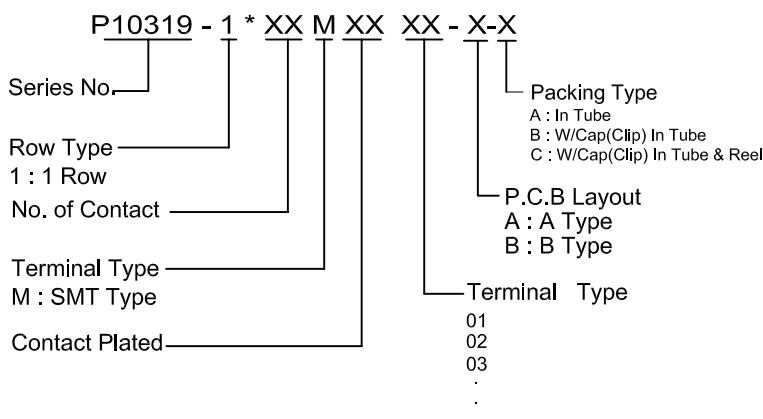 P10319 - 1 * XX M XX XX - X-X
Series No.
Row Type
1 : 1 Row
No. of Contact
Terminal Type
M : SMT Type
Contact Plated
Packing Type
A : In Tube
B : W/Cap(Clip) In Tube
C : W/Cap(Clip) In Tube & Reel
P.C.B Layout
A : A Type
B : B Type
Terminal Type
01
02
03
.
.